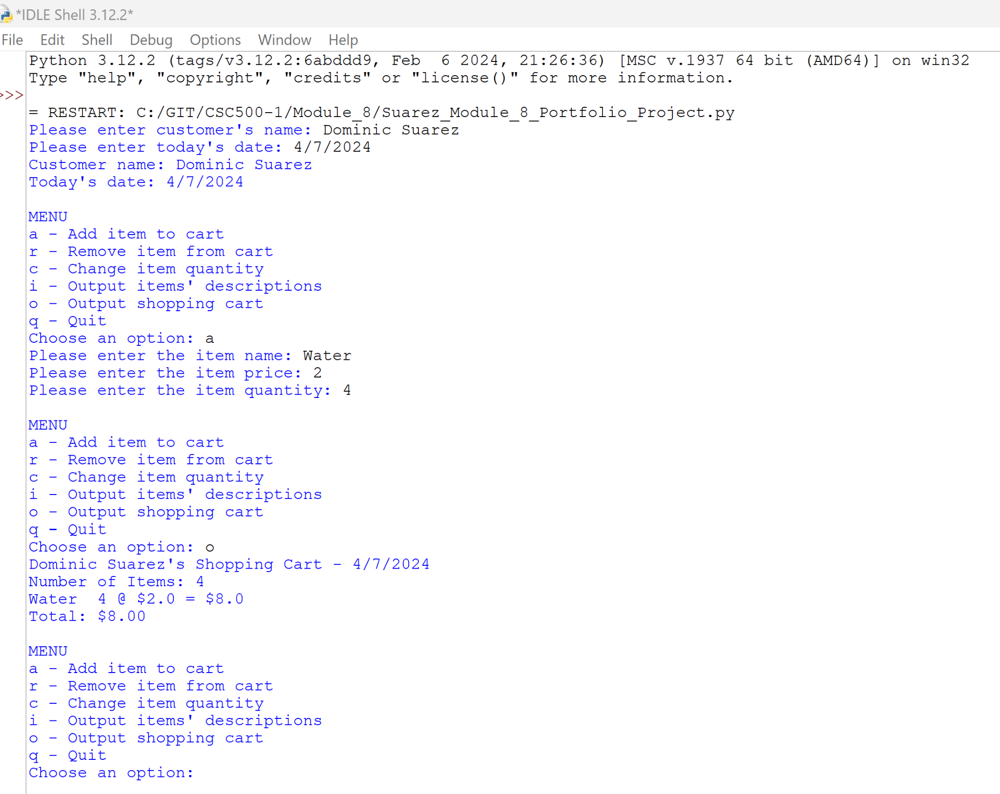 *IDLE Shell 3.12.2*
File Edit Shell Debug Options Window Help
Python 3.12.2 (tags/v3.12.2:6abddd9, Feb  6 2024, 21:26:36) [MSC v.1937 64 bit (AMD64)] on win32
Type "help", "copyright", "credits" or "license()" for more information.
>>>
= RESTART: C:/GIT/CSC500-1/Module_8/Suarez_Module_8_Portfolio_Project.py
Please enter customer's name: Dominic Suarez
Please enter today's date: 4/7/2024
Customer name: Dominic Suarez
Today's date: 4/7/2024
MENU
a - Add item to cart
r - Remove item from cart
c - Change item quantity
i - Output items' descriptions
o - Output shopping cart
q - Quit
Choose an option: a
Please enter the item name: Water
Please enter the item price: 2
Please enter the item quantity: 4
MENU
a - Add item to cart
r - Remove item from cart
c - Change item quantity
i - Output items' descriptions
o - Output shopping cart
q - Quit
Choose an option: o
Dominic Suarez's Shopping Cart - 4/7/2024
Number of Items: 4
Water  4 @ $2.0 = $8.0
Total: $8.00
MENU
a - Add item to cart
r - Remove item from cart
c - Change item quantity
i - Output items' descriptions
o - Output shopping cart
q - Quit
Choose an option: